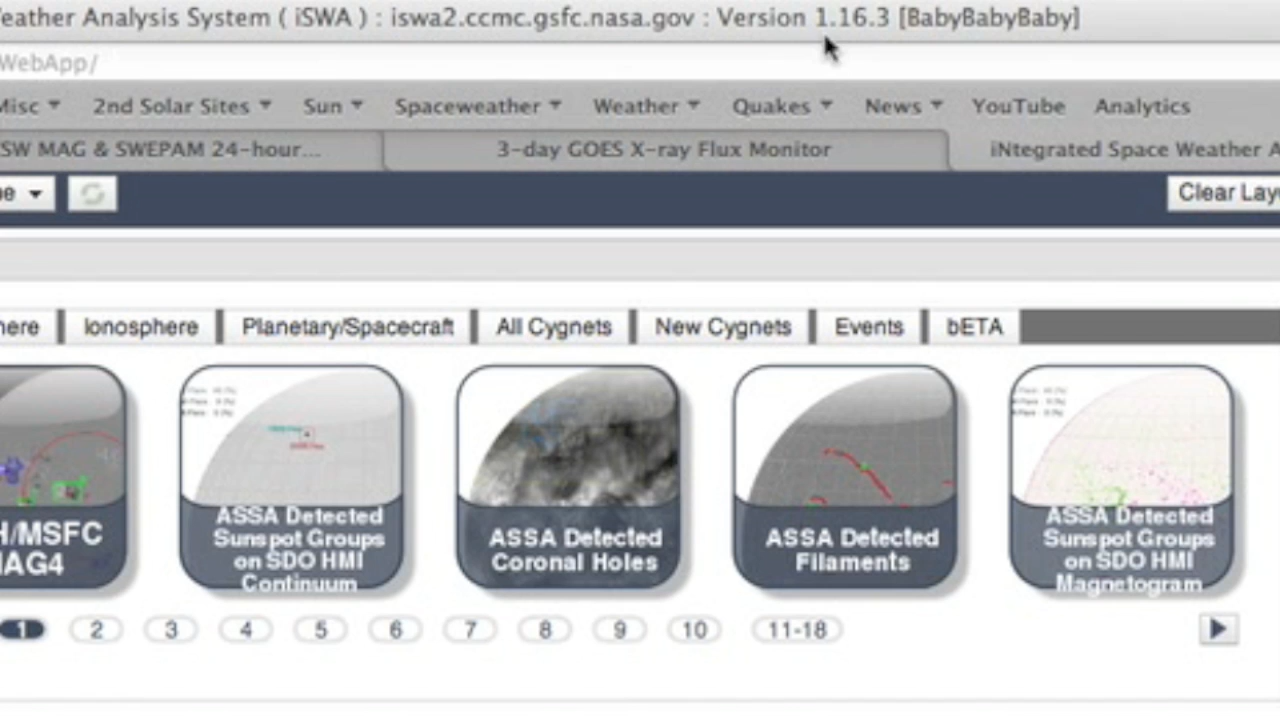 eather Analysis System ( iSWA ) : iswa2.ccmc.gsfc.nasa.gov : Version 1.16.3 [BabyBabyBaby]
WebApp/
Misc 2nd Solar Sites Sun Spaceweather Weather Quakes News YouTube Analytics
SW MAG & SWEPAM 24-hour... 3-day GOES X-ray Flux Monitor iNtegrated Space Weather A
Clear Lay
here Ionosphere Planetary/Spacecraft All Cygnets New Cygnets Events bETA
H/MSFC
MAG4
ASSA Detected
Sunspot Groups
on SDO HMI
Continuum
ASSA Detected
Coronal Holes
ASSA Detected
Filaments
ASSA Detected
Sunspot Groups
on SDO HMI
Magnetogram
1 2 3 4 5 6 7 8 9 10 11-18